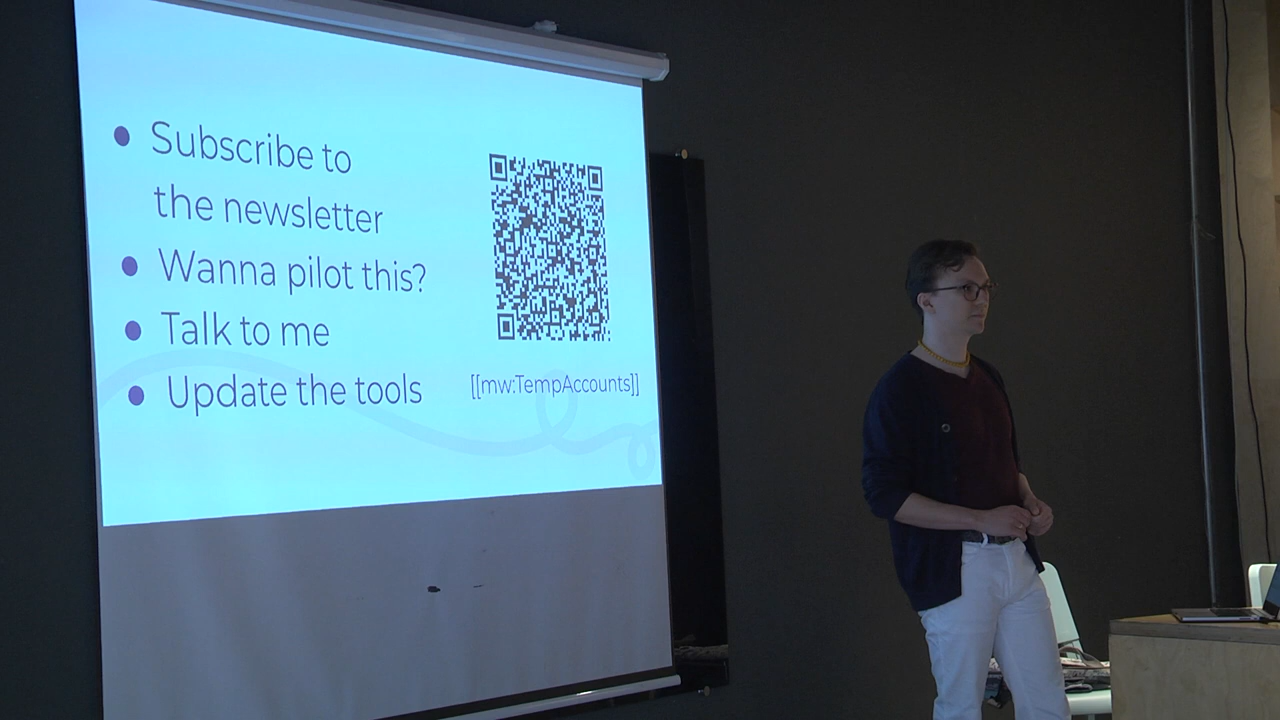 • Subscribe to
the newsletter
• Wanna pilot this?
• Talk to me
• Update the tools
[[mw:TempAccounts]]